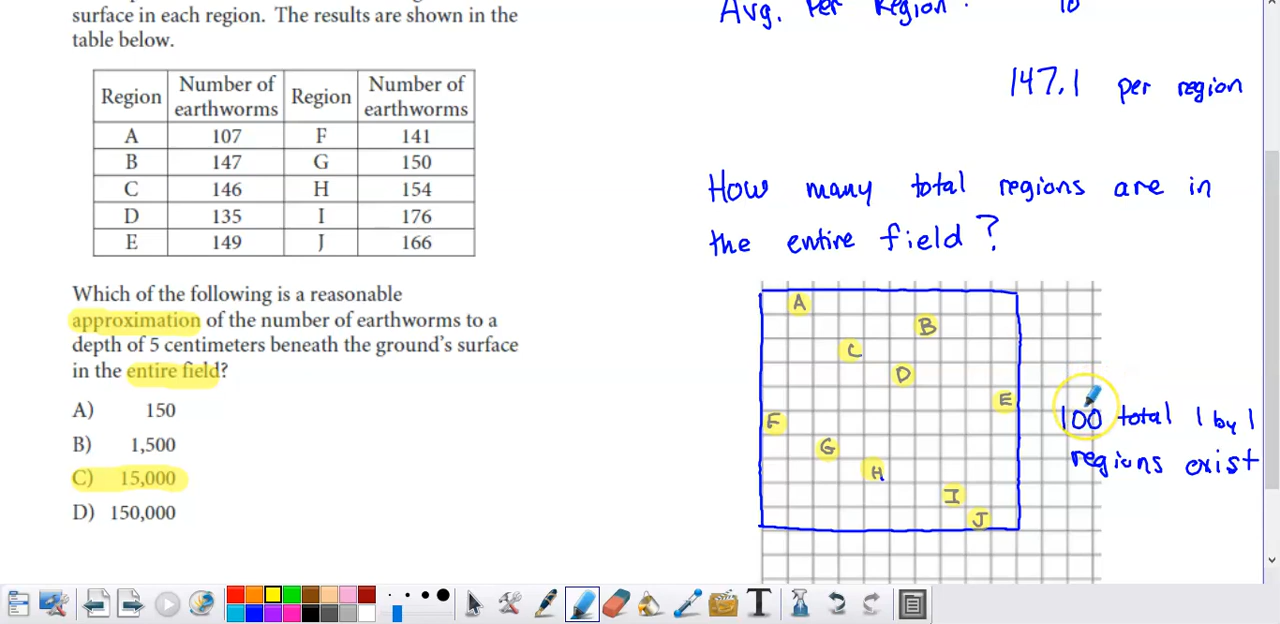 surface in each region. The results are shown in the
table below.
Region Number of earthworms Region Number of earthworms
A 107 F 141
B 147 G 150
C 146 H 154
D 135 I 176
E 149 J 166
Which of the following is a reasonable
approximation of the number of earthworms to a
depth of 5 centimeters beneath the ground's surface
in the entire field?
A) 150
B) 1,500
C) 15,000
D) 150,000
Avg. Per Region: 10
147.1 per region
How many total regions are in
the entire field?
A
B
C
D
E
F
G
H
I
J
100 total 1 by 1
regions exist
T